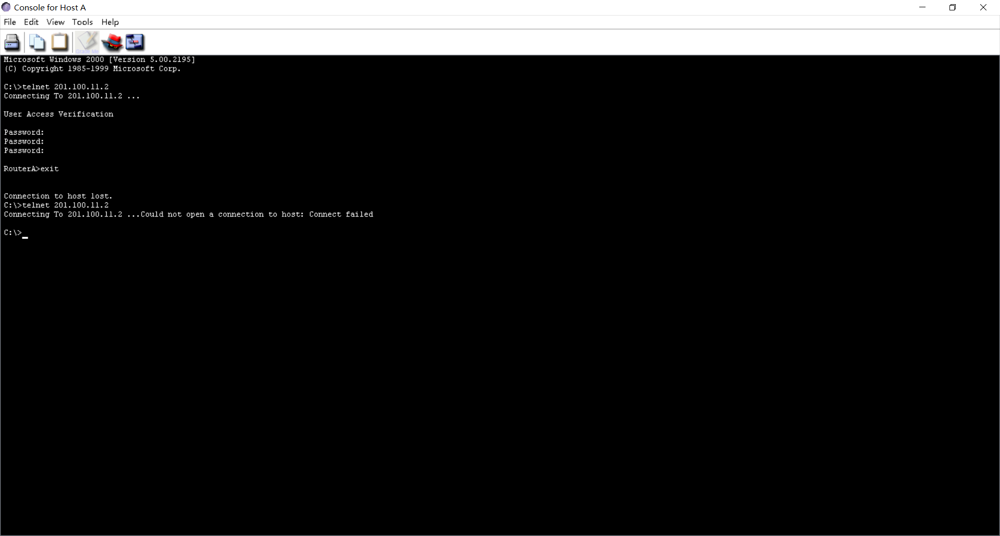 Console for Host A
File Edit View Tools Help
Grade Me
Microsoft Windows 2000 [Version 5.00.2195]
(C) Copyright 1985-1999 Microsoft Corp.
C:\>telnet 201.100.11.2
Connecting To 201.100.11.2 ...
User Access Verification
Password:
Password:
Password:
RouterA>exit
Connection to host lost.
C:\>telnet 201.100.11.2
Connecting To 201.100.11.2 ...Could not open a connection to host: Connect failed
C:\>